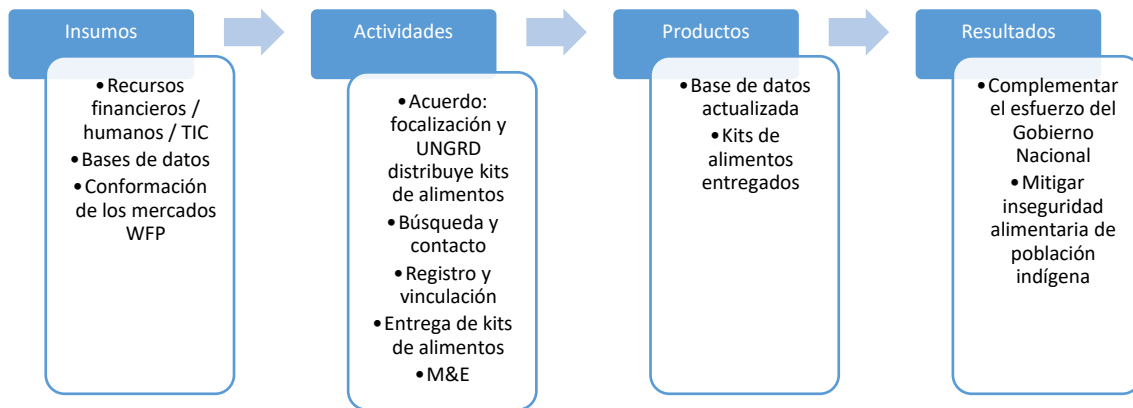 Insumos
•Recursos
financieros /
humanos / TIC
•Bases de datos
•Conformación
de los mercados
WFP
Actividades
•Acuerdo:
focalización y
UNGRD
distribuye kits
de alimentos
•Búsqueda y
contacto
•Registro y
vinculación
•Entrega de kits
de alimentos
•M&E
Productos
•Base de datos
actualizada
•Kits de
alimentos
entregados
Resultados
•Complementar
el esfuerzo del
Gobierno
Nacional
•Mitigar
inseguridad
alimentaria de
población
indígena